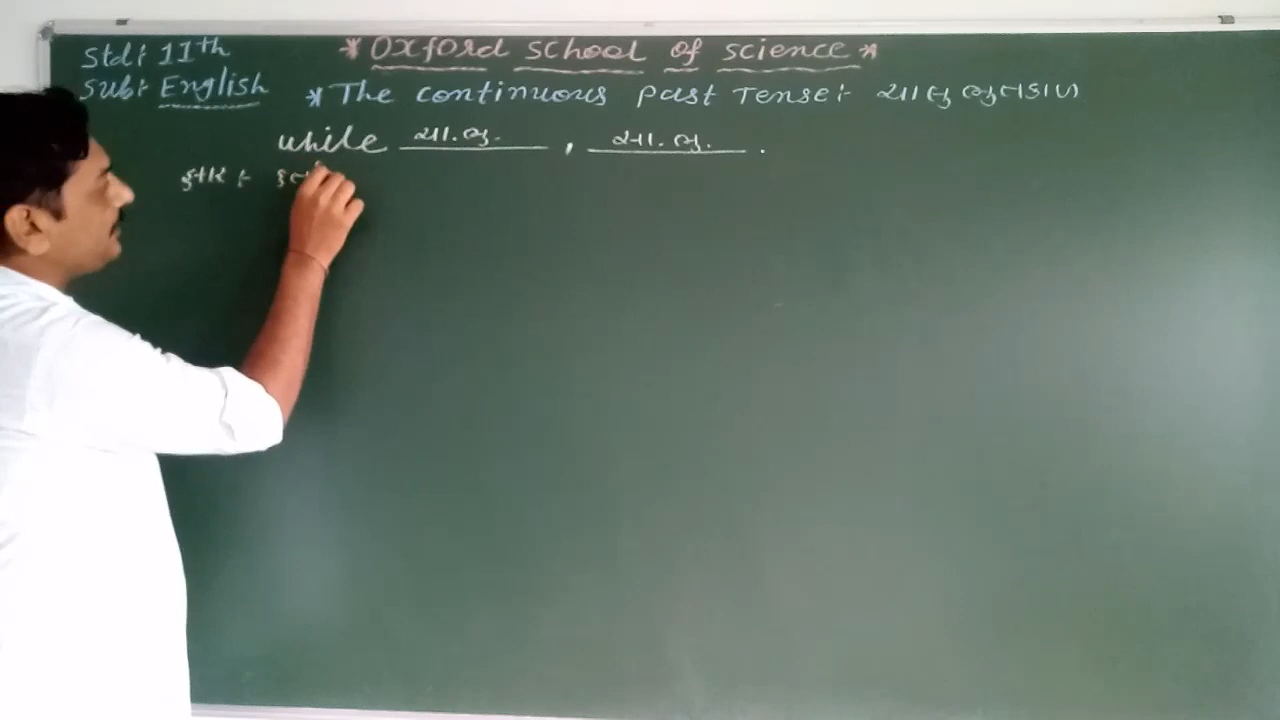 Std: 11th
* Oxford School of Science *
Sub: English
* The continuous Past Tense:- ચાલુ ભુતકાળ
while ચા.ભુ. , સા.ભુ. .